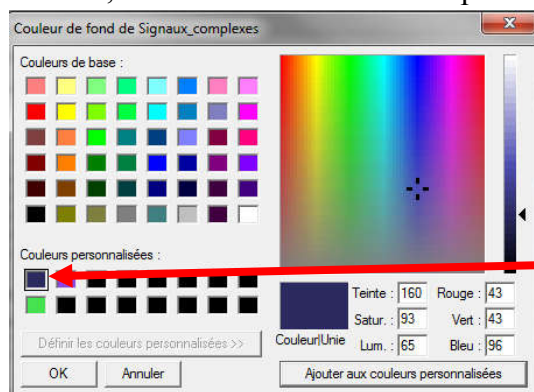 Couleur de fond de Signaux_complexes
Couleurs de base :
Couleurs personnalisées :
Teinte : 160 Rouge : 43
Satur. : 93 Vert : 43
Couleur|Unie Lum. : 65 Bleu : 96
Définir les couleurs personnalisées >>
OK Annuler Ajouter aux couleurs personnalisées